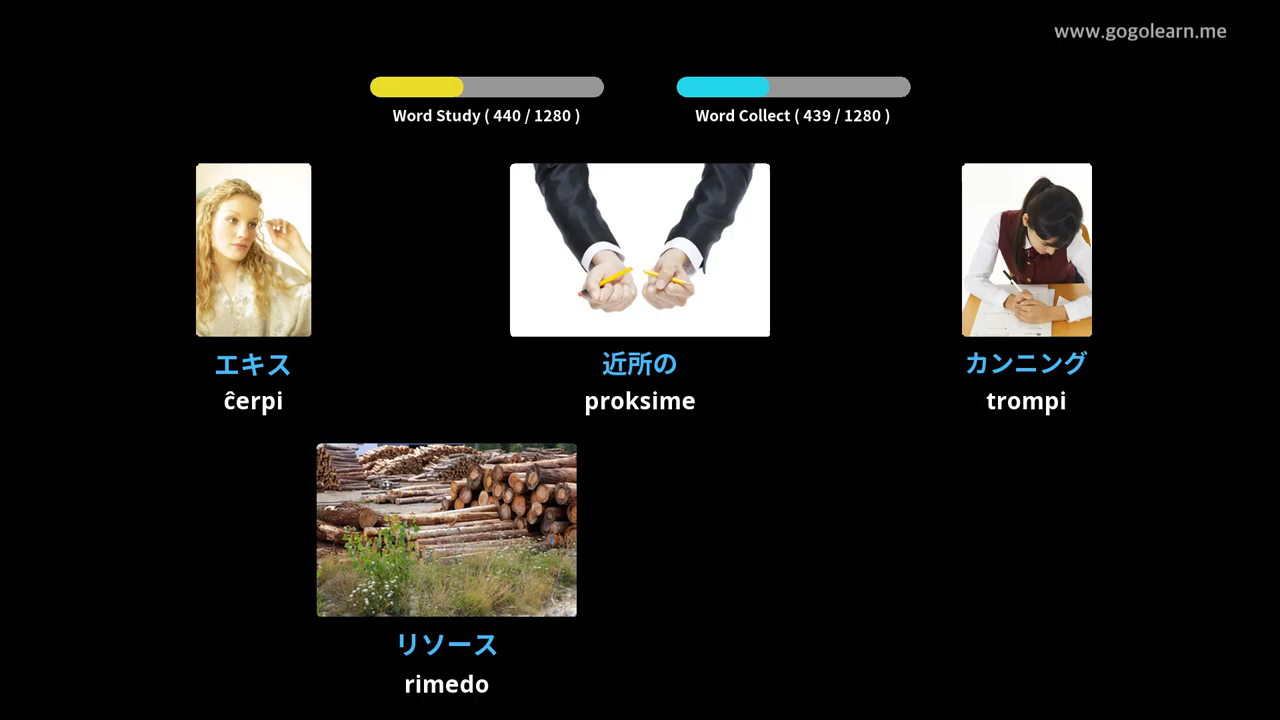 www.gogolearn.me
Word Study ( 440 / 1280 )
Word Collect ( 439 / 1280 )
エキス
ĉerpi
近所の
proksime
カンニング
trompi
リソース
rimedo